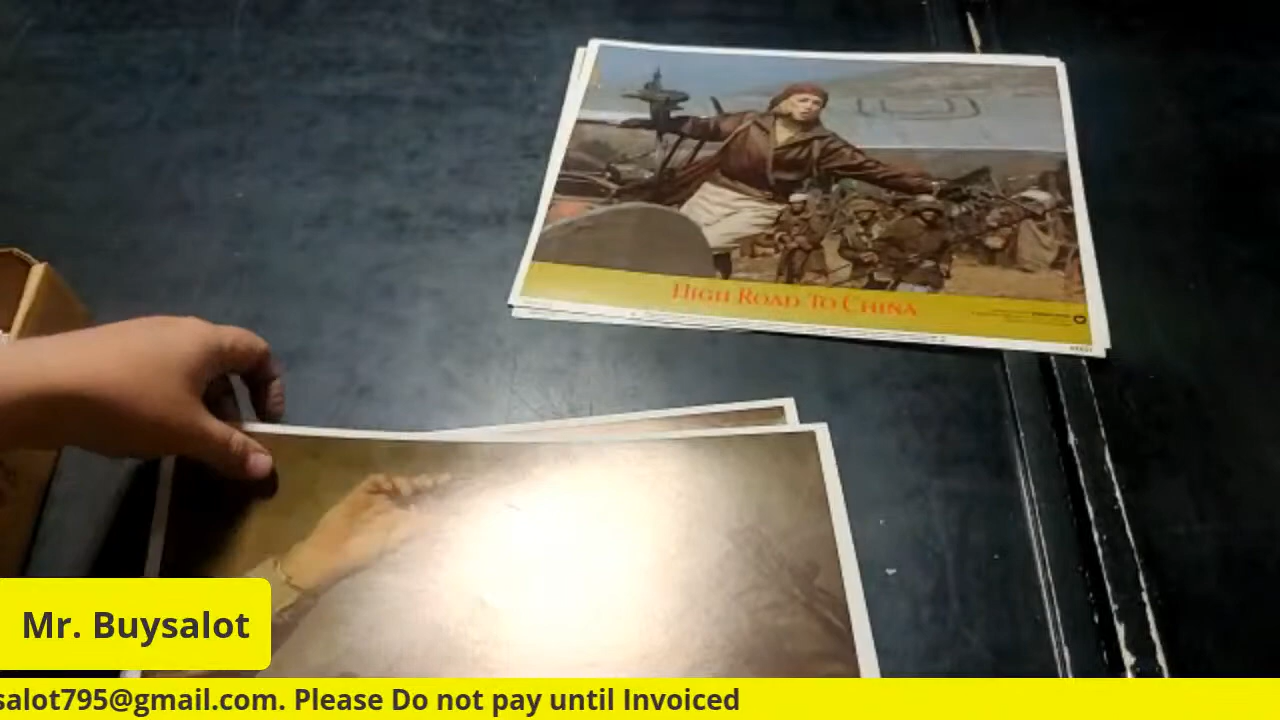 HIGH ROAD TO CHINA
Mr. Buysalot
salot795@gmail.com. Please Do not pay until Invoiced